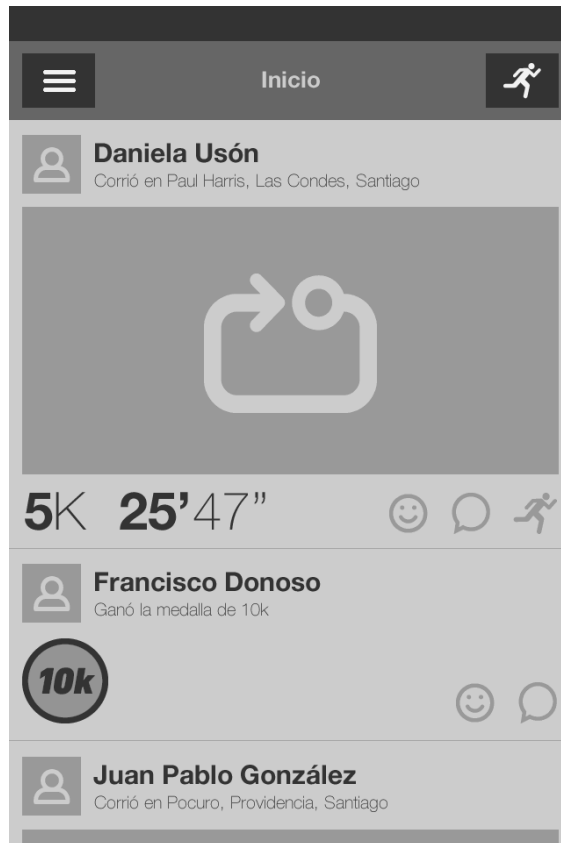 Inicio
Daniela Usón
Corrió en Paul Harris, Las Condes, Santiago
5K 25’47”
Francisco Donoso
Ganó la medalla de 10k
10k
Juan Pablo González
Corrió en Pocuro, Providencia, Santiago